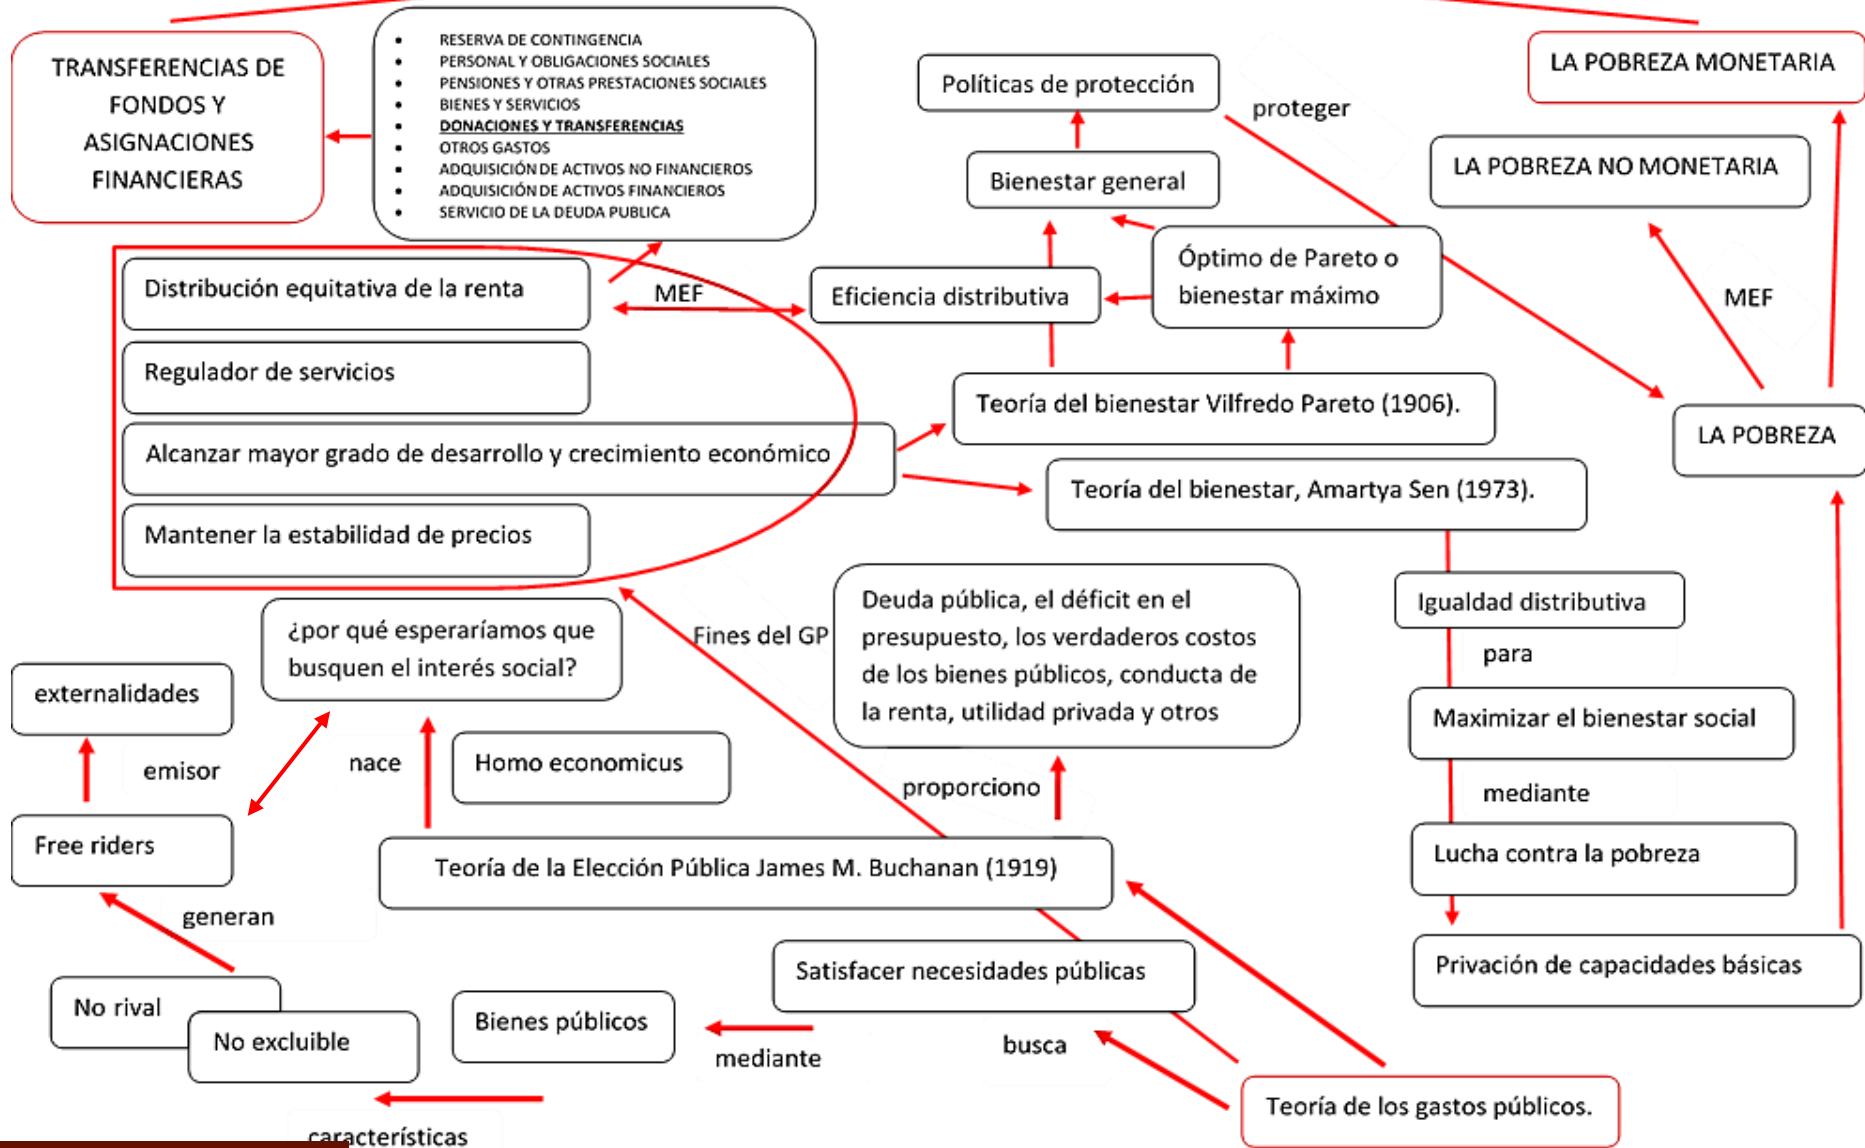 TRANSFERENCIAS DE
FONDOS Y
ASIGNACIONES
FINANCIERAS
• RESERVA DE CONTINGENCIA
• PERSONAL Y OBLIGACIONES SOCIALES
• PENSIONES Y OTRAS PRESTACIONES SOCIALES
• BIENES Y SERVICIOS
• DONACIONES Y TRANSFERENCIAS
• OTROS GASTOS
• ADQUISICIÓN DE ACTIVOS NO FINANCIEROS
• ADQUISICIÓN DE ACTIVOS FINANCIEROS
• SERVICIO DE LA DEUDA PUBLICA
Políticas de protección
proteger
LA POBREZA MONETARIA
LA POBREZA NO MONETARIA
Bienestar general
Óptimo de Pareto o
bienestar máximo
Distribución equitativa de la renta
MEF
Eficiencia distributiva
MEF
Regulador de servicios
Teoría del bienestar Vilfredo Pareto (1906).
LA POBREZA
Alcanzar mayor grado de desarrollo y crecimiento económico
Teoría del bienestar, Amartya Sen (1973).
Mantener la estabilidad de precios
Igualdad distributiva
para
¿por qué esperaríamos que
busquen el interés social?
Fines del GP
Deuda pública, el déficit en el
presupuesto, los verdaderos costos
de los bienes públicos, conducta de
la renta, utilidad privada y otros
externalidades
Maximizar el bienestar social
emisor
nace
Homo economicus
proporciono
mediante
Free riders
Teoría de la Elección Pública James M. Buchanan (1919)
Lucha contra la pobreza
generan
Satisfacer necesidades públicas
Privación de capacidades básicas
No rival
No excluible
Bienes públicos
mediante
busca
Teoría de los gastos públicos.
características